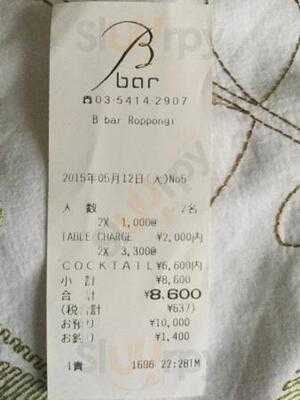 B
bar
☎03-5414-2907
B bar Roppongi
2015年05月12日(火)No5
人 数 2名
2X 1,000@
TABLE CHARGE ¥2,000内
2X 3,300@
COCKTAIL ¥6,600内
小 計 ¥8,600
合 計 ¥8,600
(税 計 ¥637)
お預り ¥10,000
お釣り ¥1,400
1責 1696 22:28TM